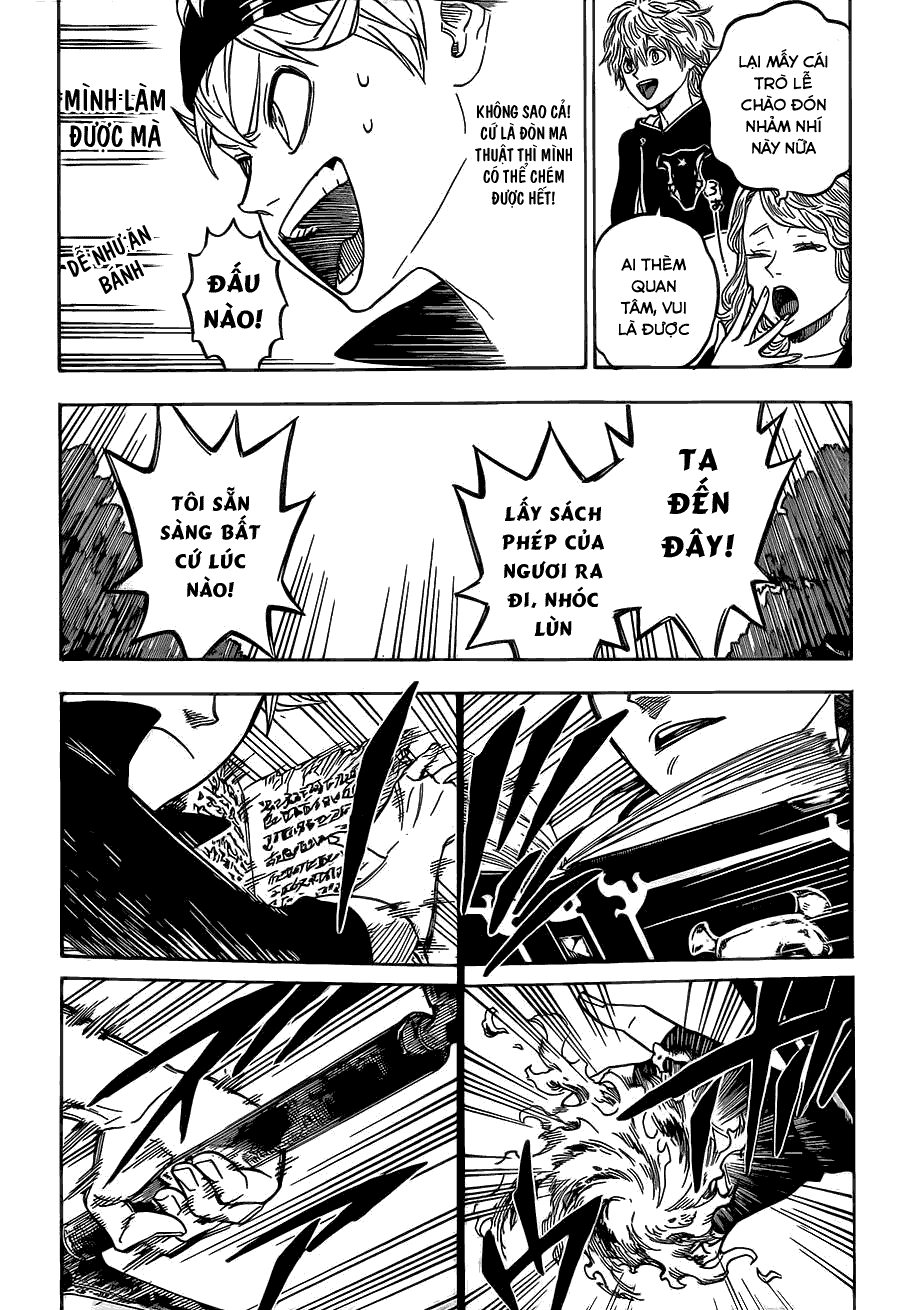 LẠI MẤY CÁI
TRÒ LỄ
CHÀO ĐÓN
NHẢM NHÍ
NÀY NỮA
AI THÈM
QUAN
TÂM, VUI
LÀ ĐƯỢC
KHÔNG SAO CẢ!
CỨ LÀ ĐÒN MA
THUẬT THÌ MÌNH
CÓ THỂ CHÉM
ĐƯỢC HẾT!
ĐẤU
NÀO!
MÌNH LÀM
ĐƯỢC MÀ
DỄ NHƯ ĂN
BÁNH
TA
ĐẾN
ĐÂY!
LẤY SÁCH
PHÉP CỦA
NGƯƠI RA
ĐI, NHÓC
LÙN
TÔI SẴN
SÀNG BẤT
CỨ LÚC
NÀO!